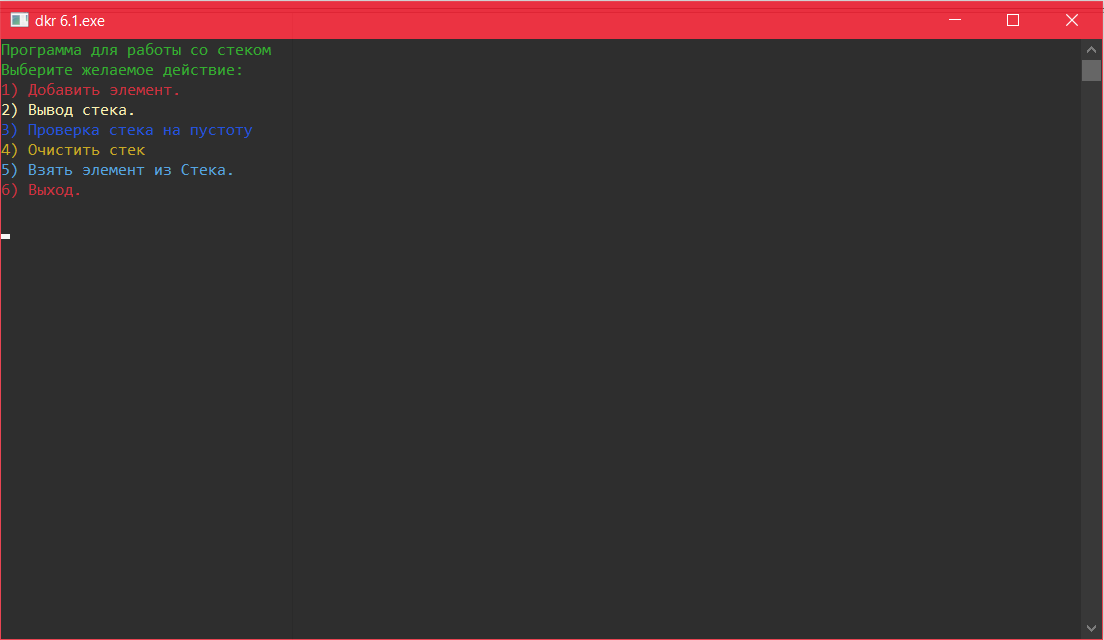 dkr 6.1.exe
Программа для работы со стеком
Выберите желаемое действие:
1) Добавить элемент.
2) Вывод стека.
3) Проверка стека на пустоту
4) Очистить стек
5) Взять элемент из Стека.
6) Выход.